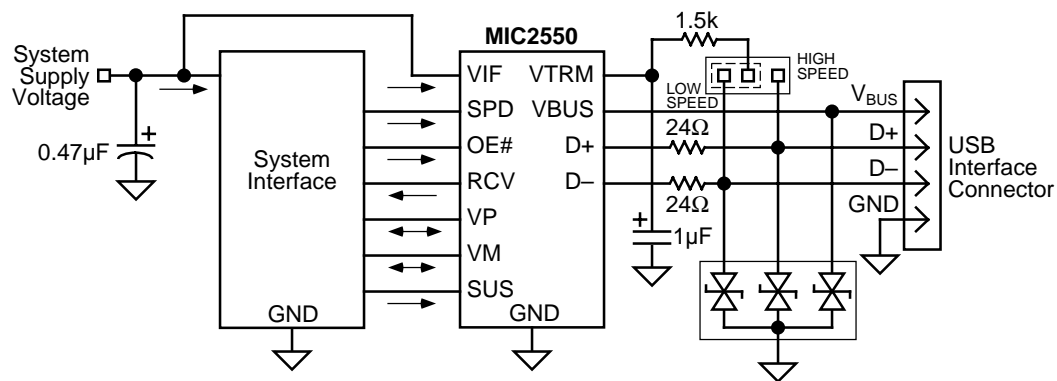 1.5k
MIC2550
System
Supply
Voltage
VIF
VTRM
HIGH
SPEED
LOW
SPEED
SPD
VBUS
VBUS
24Ω
OE#
D+
D+
0.47µF
+
System
Interface
RCV
D–
D–
24Ω
USB
Interface
Connector
VP
GND
+
1µF
VM
SUS
GND
GND